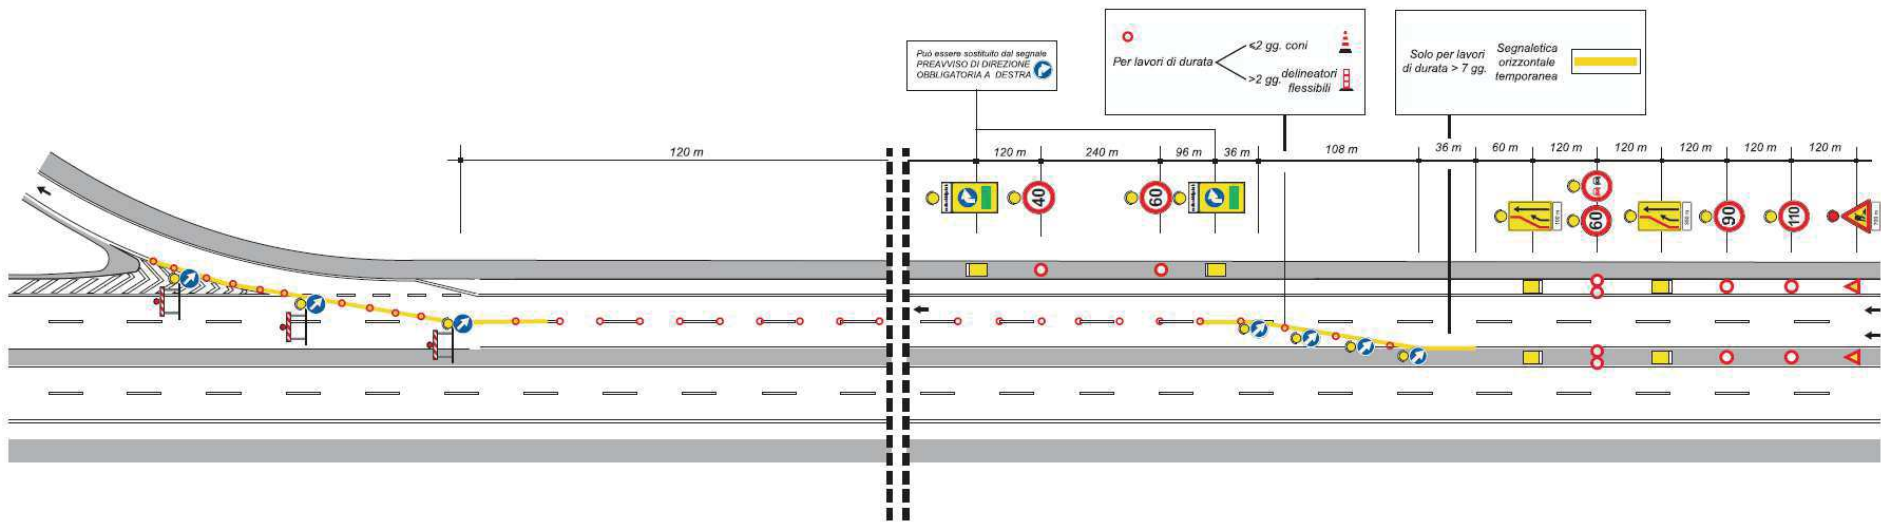 Può essere sostituito dal segnale
PREAVVISO DI DIREZIONE
OBBLIGATORIA A DESTRA
Per lavori di durata
≤2 gg. coni
>2 gg. delineatori
flessibili
Solo per lavori
di durata > 7 gg.
Segnaletica
orizzontale
temporanea
120 m
120 m
240 m
96 m
36 m
108 m
36 m
60 m
120 m
120 m
120 m
120 m
120 m
40
60
60
90
110